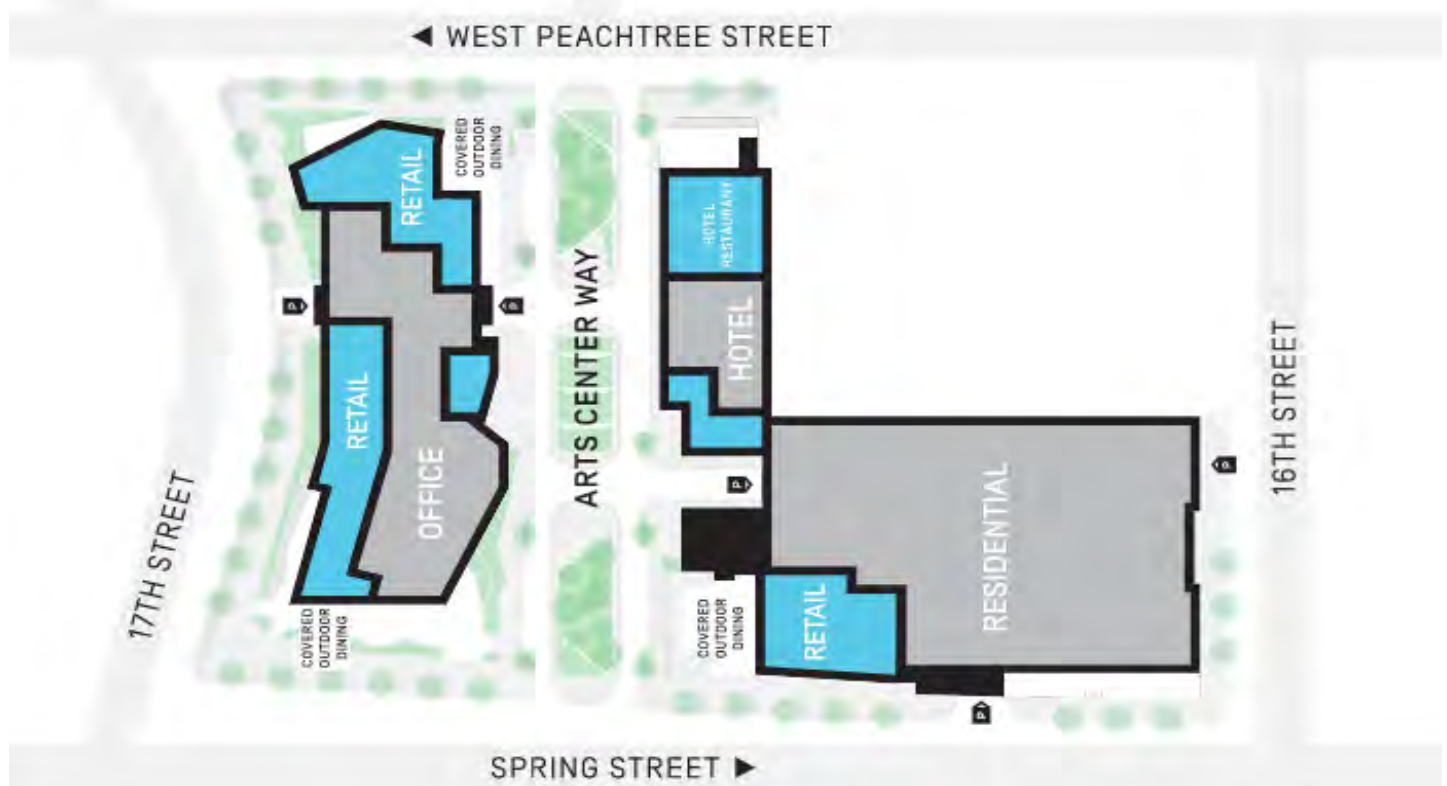 ◀ WEST PEACHTREE STREET
COVERED
OUTDOOR
DINING
RETAIL
HOTEL
RESTAURANT
P
P
ARTS CENTER WAY
HOTEL
RETAIL
OFFICE
17TH STREET
16TH STREET
P
P
RESIDENTIAL
RETAIL
COVERED
OUTDOOR
DINING
COVERED
OUTDOOR
DINING
P
SPRING STREET ▶